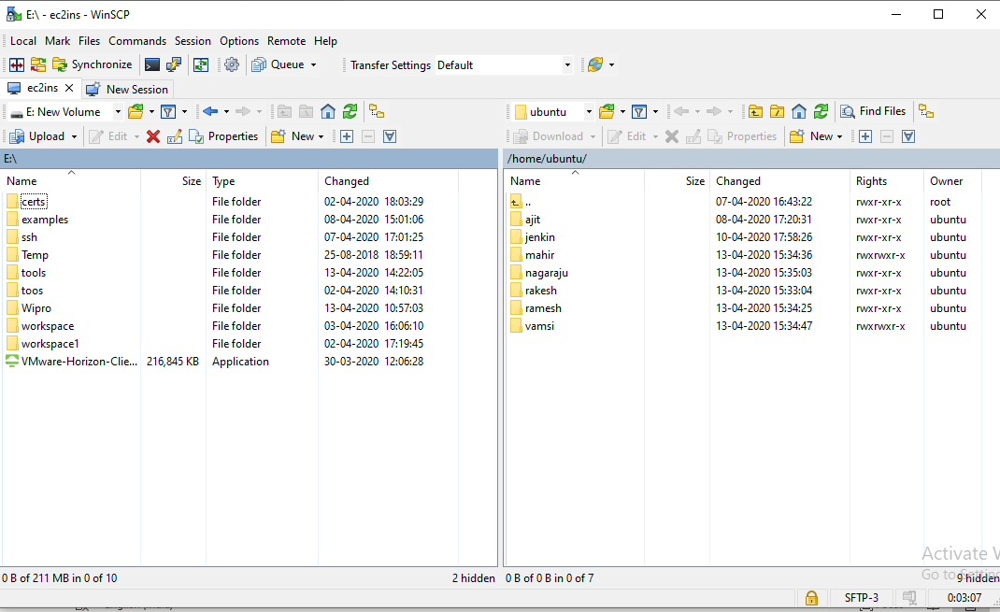 E:\ - ec2ins - WinSCP
Local Mark Files Commands Session Options Remote Help
Synchronize Queue Transfer Settings Default
ec2ins New Session
E: New Volume ubuntu Find Files
Upload Edit Properties New Download Edit Properties New
E:\ /home/ubuntu/
Name Size Type Changed Name Size Changed Rights Owner
certs File folder 02-04-2020 18:03:29 .. 07-04-2020 16:43:22 rwxr-xr-x root
examples File folder 08-04-2020 15:01:06 ajit 08-04-2020 17:20:31 rwxr-xr-x ubuntu
ssh File folder 07-04-2020 17:01:25 jenkin 10-04-2020 17:58:26 rwxr-xr-x ubuntu
Temp File folder 25-08-2018 18:59:11 mahir 13-04-2020 15:34:36 rwxrwxr-x ubuntu
tools File folder 13-04-2020 14:22:05 nagaraju 13-04-2020 15:35:03 rwxr-xr-x ubuntu
toos File folder 02-04-2020 14:10:31 rakesh 13-04-2020 15:33:04 rwxr-xr-x ubuntu
Wipro File folder 13-04-2020 10:57:03 ramesh 13-04-2020 15:34:25 rwxr-xr-x ubuntu
workspace File folder 03-04-2020 16:06:10 vamsi 13-04-2020 15:34:47 rwxrwxr-x ubuntu
workspace1 File folder 02-04-2020 17:19:45
VMware-Horizon-Clie... 216,845 KB Application 30-03-2020 12:06:28
Activate W
Go to Settin
0 B of 211 MB in 0 of 10 2 hidden 0 B of 0 B in 0 of 7 9 hidden
SFTP-3 0:03:07